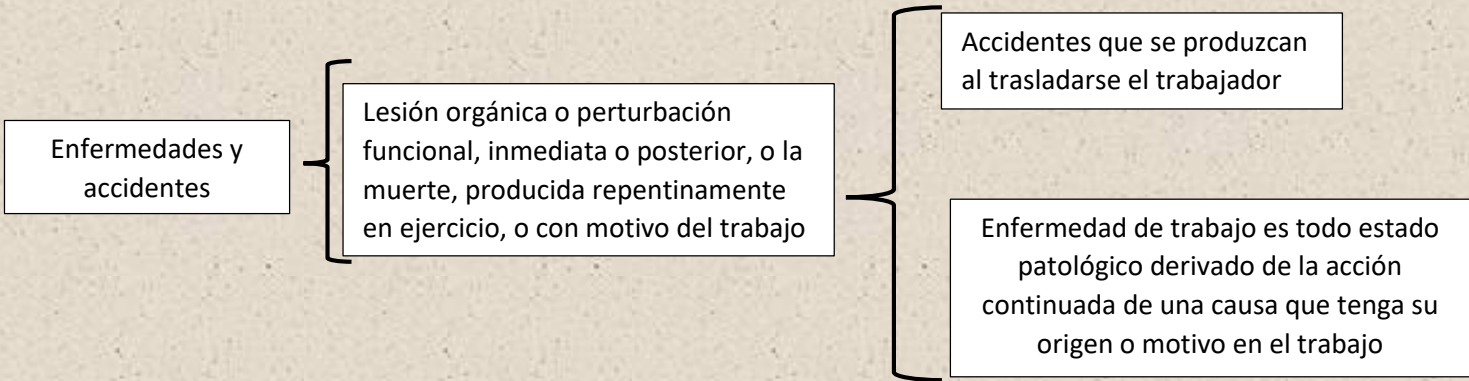 Enfermedades y
accidentes
Lesión orgánica o perturbación
funcional, inmediata o posterior, o la
muerte, producida repentinamente
en ejercicio, o con motivo del trabajo
Accidentes que se produzcan
al trasladarse el trabajador
Enfermedad de trabajo es todo estado
patológico derivado de la acción
continuada de una causa que tenga su
origen o motivo en el trabajo